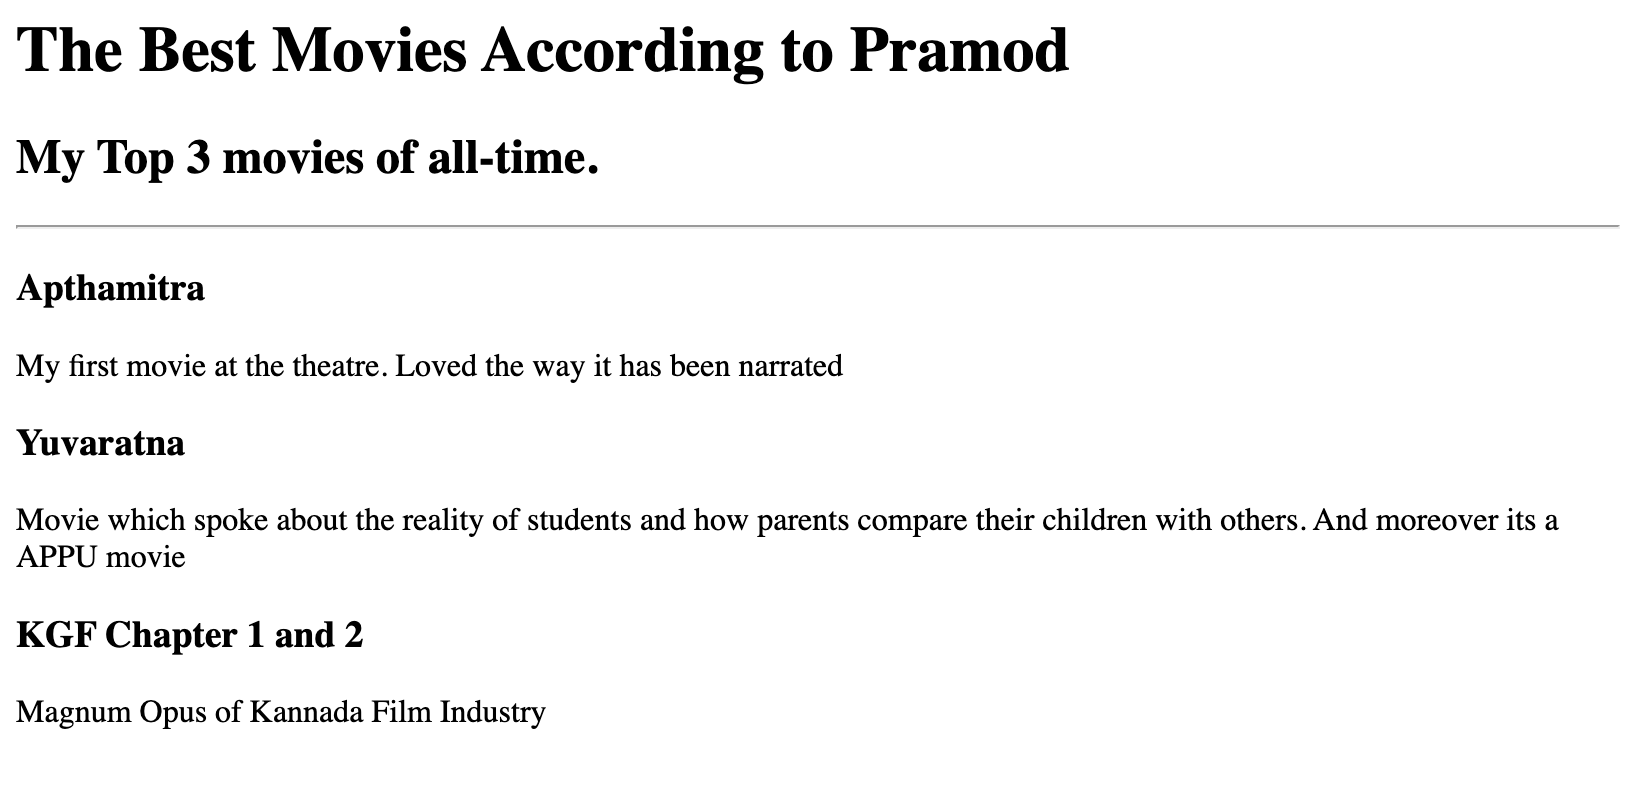 The Best Movies According to Pramod
My Top 3 movies of all-time.
Apthamitra
My first movie at the theatre. Loved the way it has been narrated
Yuvaratna
Movie which spoke about the reality of students and how parents compare their children with others. And moreover its a
APPU movie
KGF Chapter 1 and 2
Magnum Opus of Kannada Film Industry